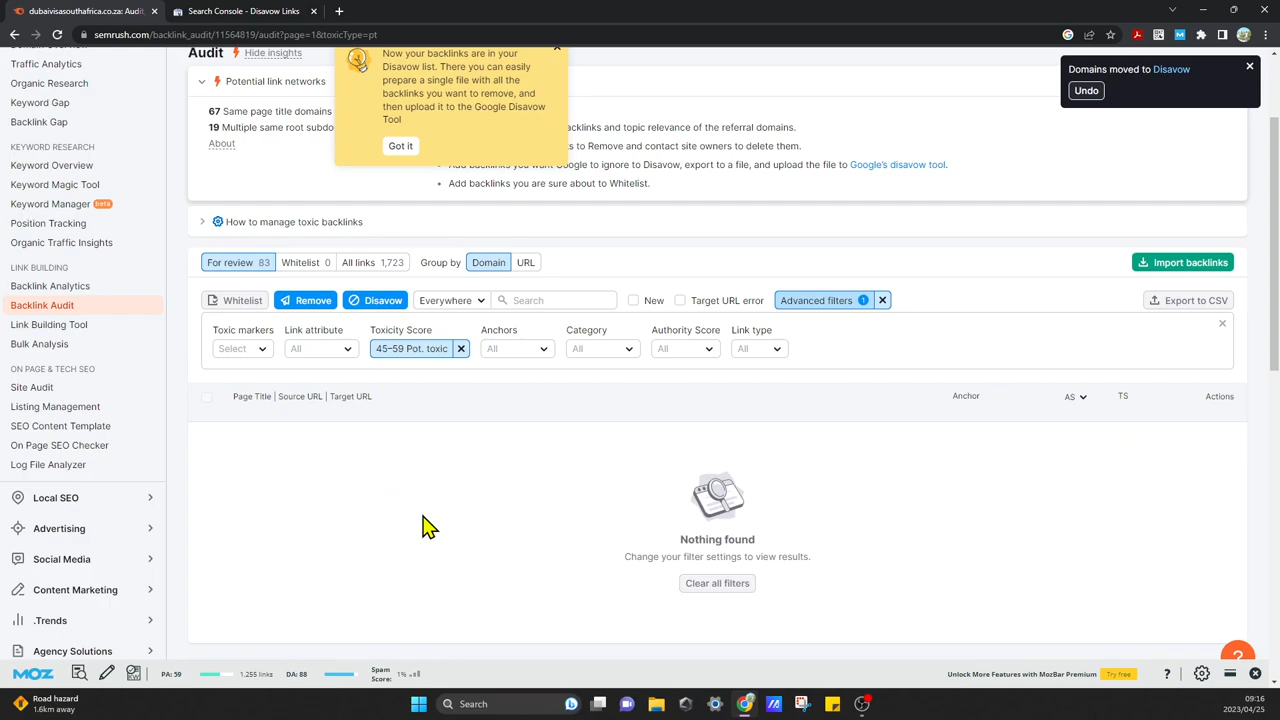 dubaivisasouthafrica.co.za: Audit,
Search Console - Disavow Links
semrush.com/backlink_audit/11564819/audit?page=1&toxicType=pt
Traffic Analytics
Organic Research
Keyword Gap
Backlink Gap
KEYWORD RESEARCH
Keyword Overview
Keyword Magic Tool
Keyword Manager beta
Position Tracking
Organic Traffic Insights
LINK BUILDING
Backlink Analytics
Backlink Audit
Link Building Tool
Bulk Analysis
ON PAGE & TECH SEO
Site Audit
Listing Management
SEO Content Template
On Page SEO Checker
Log File Analyzer
Local SEO
Advertising
Social Media
Content Marketing
.Trends
Agency Solutions
Audit Hide insights
Potential link networks
67 Same page title domains
19 Multiple same root subdo
About
Now your backlinks are in your
Disavow list. There you can easily
prepare a single file with all the
backlinks you want to remove, and
then upload it to the Google Disavow
Tool
Got it
acklinks and topic relevance of the referral domains.
ks to Remove and contact site owners to delete them.
Add backlinks you want Google to ignore to Disavow, export to a file, and upload the file to Google's disavow tool.
Add backlinks you are sure about to Whitelist.
Domains moved to Disavow
Undo
How to manage toxic backlinks
For review 83 Whitelist 0 All links 1,723 Group by Domain URL
Import backlinks
Whitelist Remove Disavow Everywhere Search New Target URL error Advanced filters 1
Export to CSV
Toxic markers Link attribute Toxicity Score Anchors Category Authority Score Link type
Select All 45–59 Pot. toxic All All All All
Page Title | Source URL | Target URL Anchor AS TS Actions
Nothing found
Change your filter settings to view results.
Clear all filters
?
MOZ PA: 59 1,255 links DA: 88 Spam Score: 1% Unlock More Features with MozBar Premium Try free ?
Road hazard
1.6km away
Search
09:16
2023/04/25